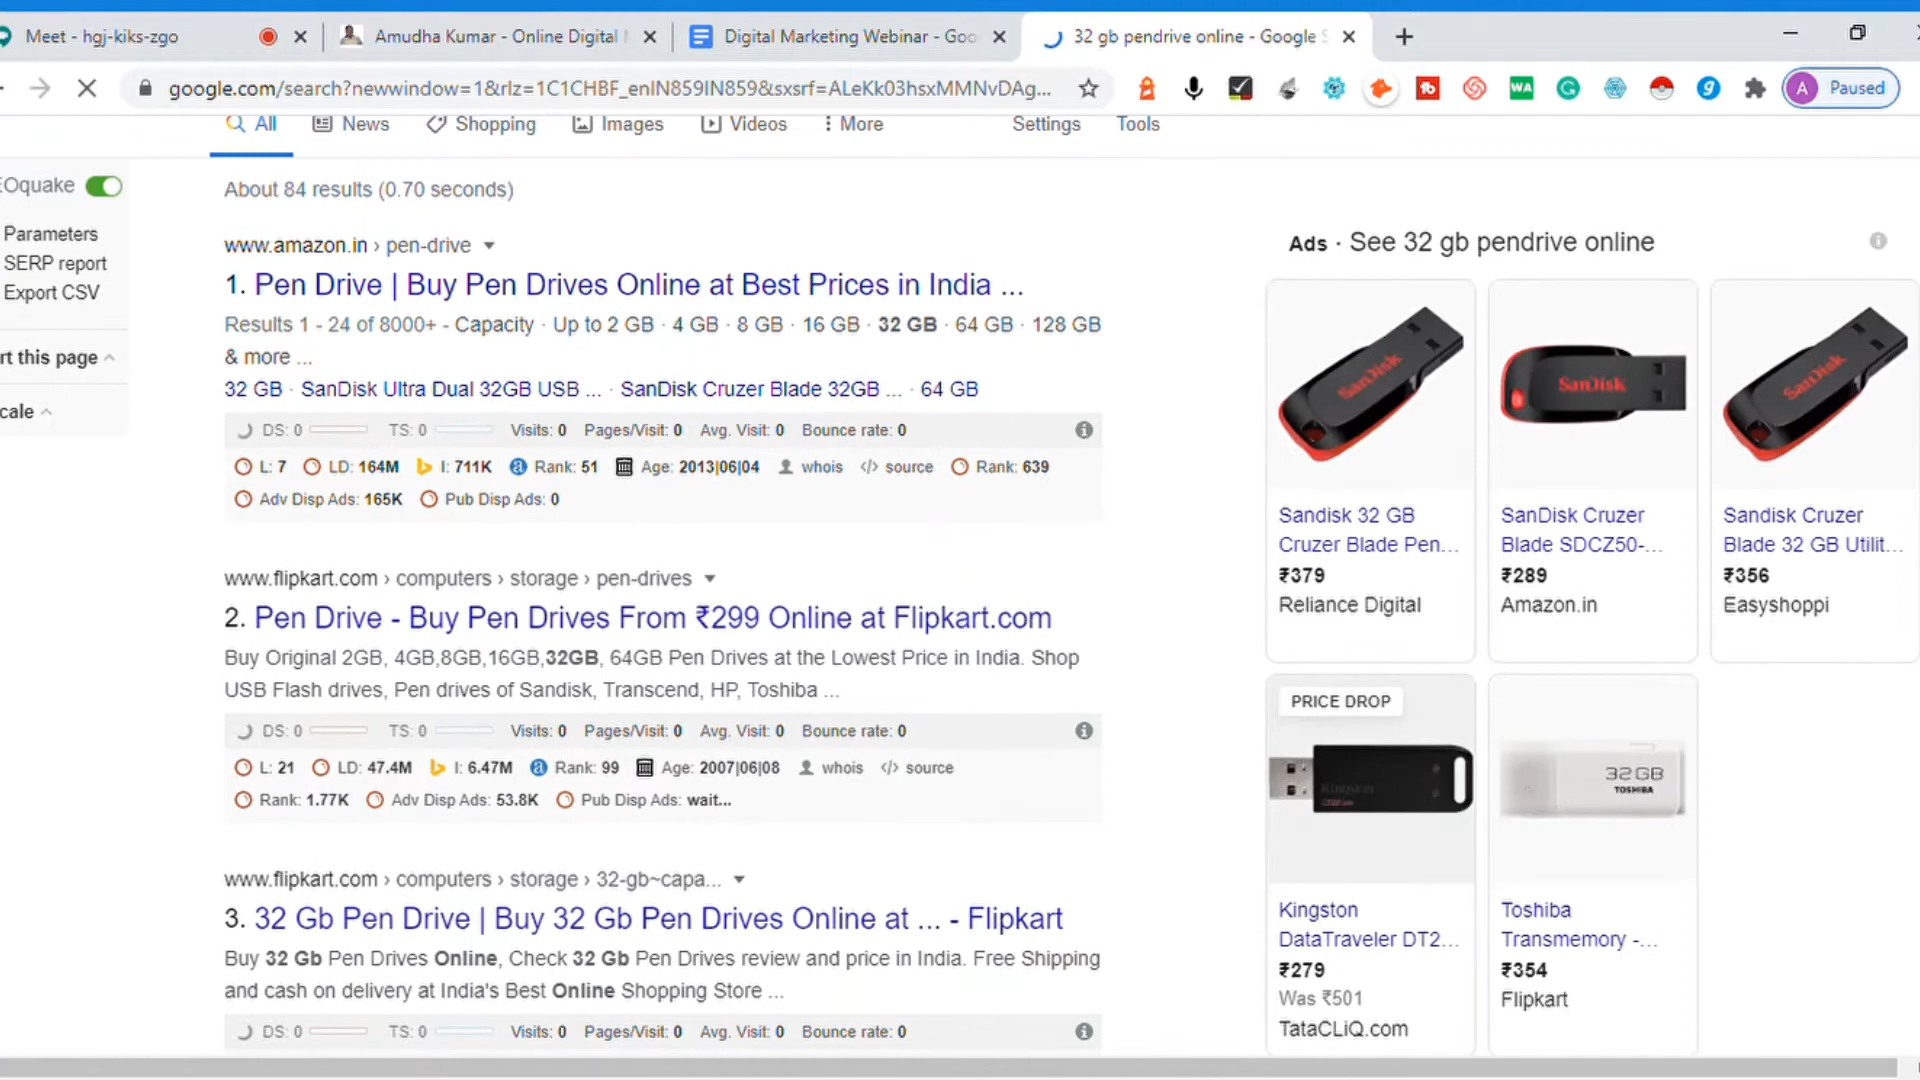 Meet - hgj-kiks-zgo
Amudha Kumar - Online Digital
Digital Marketing Webinar - Goo
32 gb pendrive online - Google S
google.com/search?newwindow=1&rlz=1C1CHBF_enIN859IN859&sxsrf=ALeKk03hsxMMNvDAg...
WA
A
Paused
All
News
Shopping
Images
Videos
More
Settings
Tools
EOquake
Parameters
SERP report
Export CSV
rt this page
cale
About 84 results (0.70 seconds)
www.amazon.in › pen-drive
1. Pen Drive | Buy Pen Drives Online at Best Prices in India ...
Results 1 - 24 of 8000+ - Capacity · Up to 2 GB · 4 GB · 8 GB · 16 GB · 32 GB · 64 GB · 128 GB
& more ...
32 GB · SanDisk Ultra Dual 32GB USB ... · SanDisk Cruzer Blade 32GB ... · 64 GB
DS: 0 TS: 0 Visits: 0 Pages/Visit: 0 Avg. Visit: 0 Bounce rate: 0
L: 7 LD: 164M I: 711K Rank: 51 Age: 2013|06|04 whois </> source Rank: 639
Adv Disp Ads: 165K Pub Disp Ads: 0
www.flipkart.com › computers › storage › pen-drives
2. Pen Drive - Buy Pen Drives From ₹299 Online at Flipkart.com
Buy Original 2GB, 4GB,8GB,16GB,32GB, 64GB Pen Drives at the Lowest Price in India. Shop
USB Flash drives, Pen drives of Sandisk, Transcend, HP, Toshiba ...
DS: 0 TS: 0 Visits: 0 Pages/Visit: 0 Avg. Visit: 0 Bounce rate: 0
L: 21 LD: 47.4M I: 6.47M Rank: 99 Age: 2007|06|08 whois </> source
Rank: 1.77K Adv Disp Ads: 53.8K Pub Disp Ads: wait...
www.flipkart.com › computers › storage › 32-gb~capa...
3. 32 Gb Pen Drive | Buy 32 Gb Pen Drives Online at ... - Flipkart
Buy 32 Gb Pen Drives Online, Check 32 Gb Pen Drives review and price in India. Free Shipping
and cash on delivery at India's Best Online Shopping Store ...
DS: 0 TS: 0 Visits: 0 Pages/Visit: 0 Avg. Visit: 0 Bounce rate: 0
Ads · See 32 gb pendrive online
SanDisk
Sandisk 32 GB
Cruzer Blade Pen...
₹379
Reliance Digital
SanDisk
SanDisk Cruzer
Blade SDCZ50-...
₹289
Amazon.in
SanDisk
Sandisk Cruzer
Blade 32 GB Utilit...
₹356
Easyshoppi
PRICE DROP
Kingston
Kingston
DataTraveler DT2...
₹279
Was ₹501
TataCLiQ.com
32GB
TOSHIBA
Toshiba
Transmemory -...
₹354
Flipkart